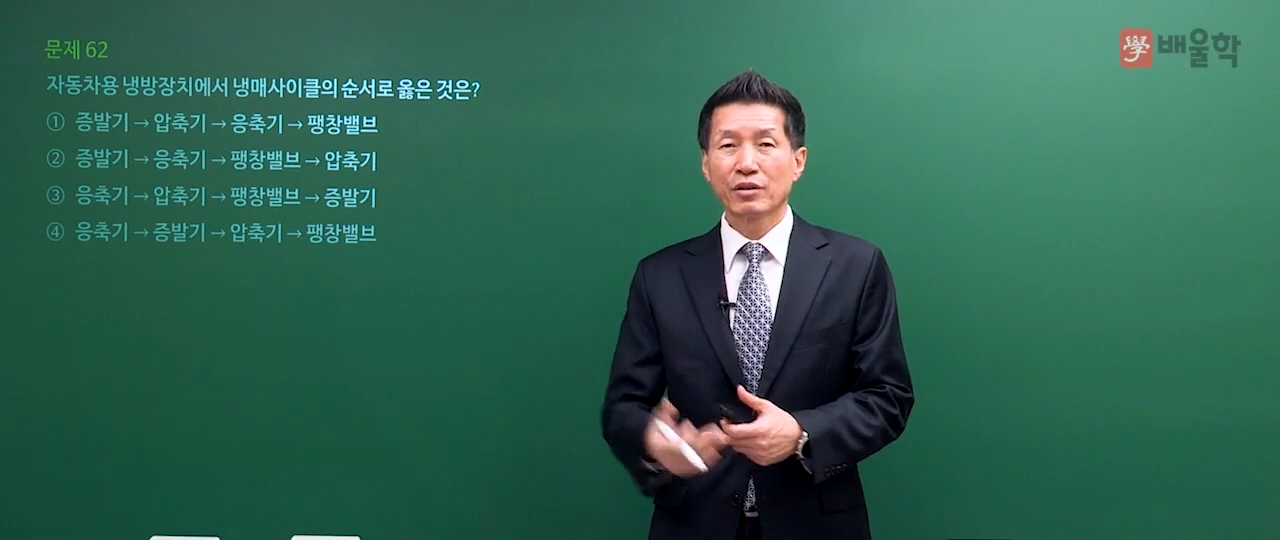 문제 62
자동차용 냉방장치에서 냉매사이클의 순서로 옳은 것은?
① 증발기 → 압축기 → 응축기 → 팽창밸브
② 증발기 → 응축기 → 팽창밸브 → 압축기
③ 응축기 → 압축기 → 팽창밸브 → 증발기
④ 응축기 → 증발기 → 압축기 → 팽창밸브
學 배울학